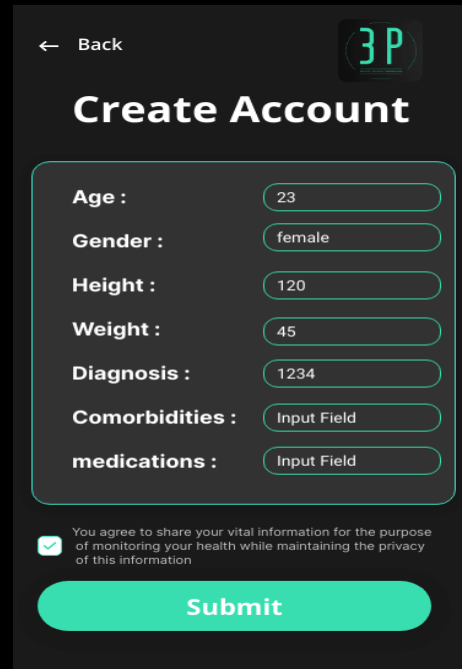 ← Back
3 P
Create Account
Age : 23
Gender : female
Height : 120
Weight : 45
Diagnosis : 1234
Comorbidities : Input Field
medications : Input Field
You agree to share your vital information for the purpose
of monitoring your health while maintaining the privacy
of this information
Submit